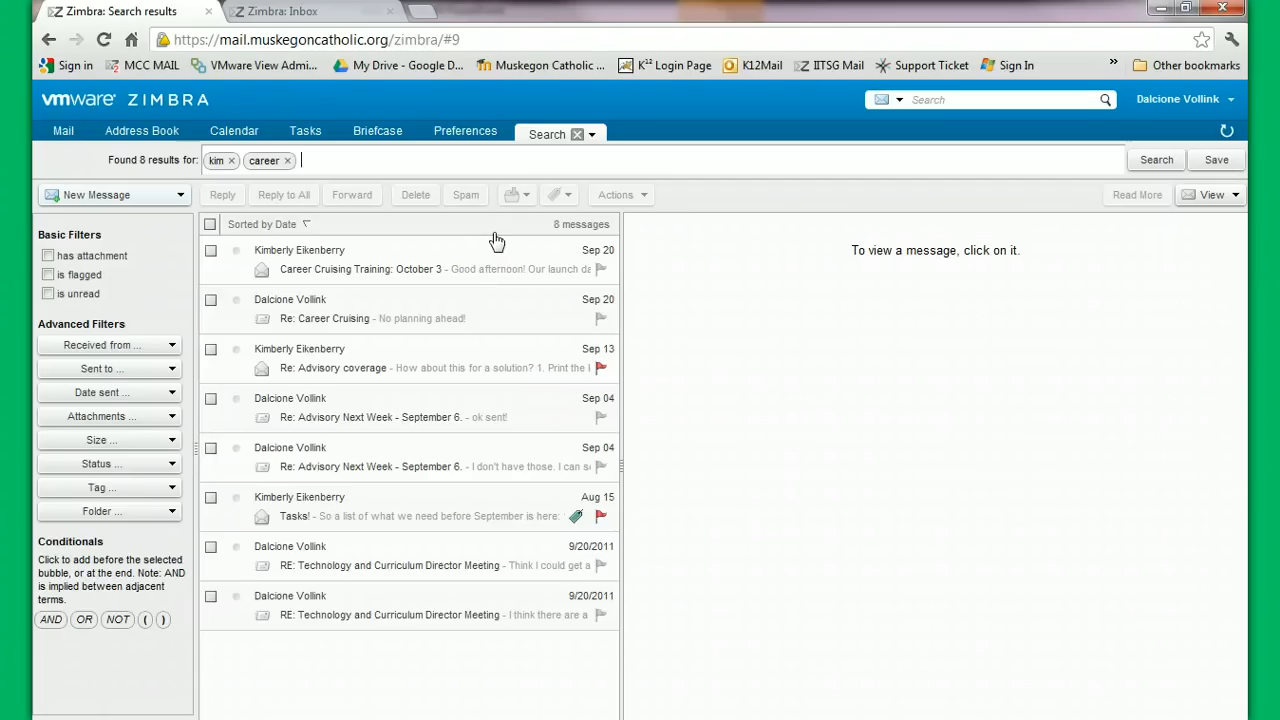 Zimbra: Search results × Zimbra: Inbox ×
https://mail.muskegoncatholic.org/zimbra/#9
Sign in MCC MAIL VMware View Admi... My Drive - Google D... Muskegon Catholic ... K¹² Login Page K12Mail IITSG Mail Support Ticket Sign In » Other bookmarks
vmware ZIMBRA Search Dalcione Vollink
Mail Address Book Calendar Tasks Briefcase Preferences Search
Found 8 results for: kim × career × Search Save
New Message Reply Reply to All Forward Delete Spam Actions Read More View
Sorted by Date 8 messages
Basic Filters
has attachment
is flagged
is unread
Advanced Filters
Received from ...
Sent to ...
Date sent ...
Attachments ...
Size ...
Status ...
Tag ...
Folder ...
Conditionals
Click to add before the selected
bubble, or at the end. Note: AND
is implied between adjacent
terms.
AND OR NOT ( )
Kimberly Eikenberry Sep 20
Career Cruising Training: October 3 - Good afternoon! Our launch da
Dalcione Vollink Sep 20
Re: Career Cruising - No planning ahead!
Kimberly Eikenberry Sep 13
Re: Advisory coverage - How about this for a solution? 1. Print the l
Dalcione Vollink Sep 04
Re: Advisory Next Week - September 6. - ok sent!
Dalcione Vollink Sep 04
Re: Advisory Next Week - September 6. - I don't have those. I can se
Kimberly Eikenberry Aug 15
Tasks! - So a list of what we need before September is here:
Dalcione Vollink 9/20/2011
RE: Technology and Curriculum Director Meeting - Think I could get a
Dalcione Vollink 9/20/2011
RE: Technology and Curriculum Director Meeting - I think there are a
To view a message, click on it.